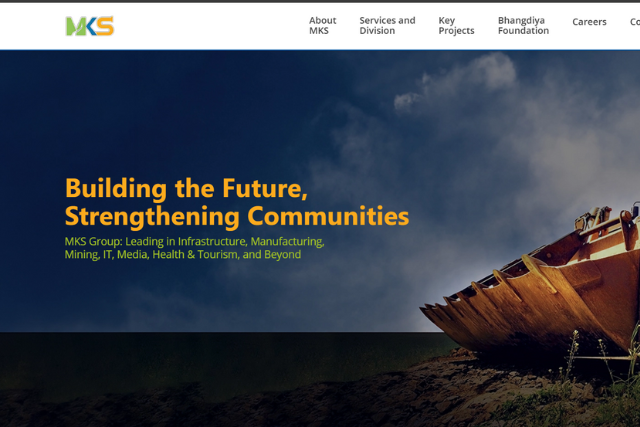 MKS
About
MKS
Services and
Division
Key
Projects
Bhangdiya
Foundation
Careers
Co
Building the Future,
Strengthening Communities
MKS Group: Leading in Infrastructure, Manufacturing,
Mining, IT, Media, Health & Tourism, and Beyond